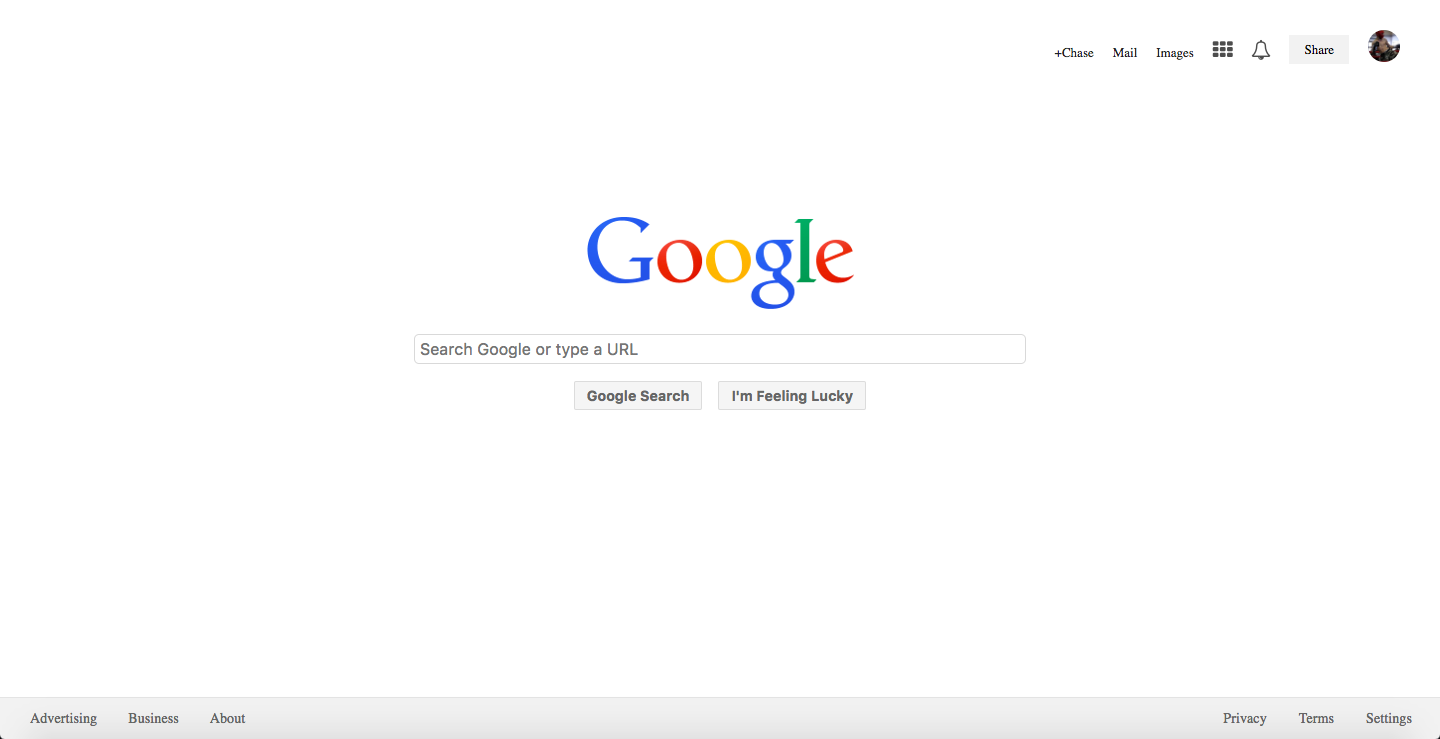 +Chase Mail Images Share
Google
Search Google or type a URL
Google Search I'm Feeling Lucky
Advertising Business About Privacy Terms Settings